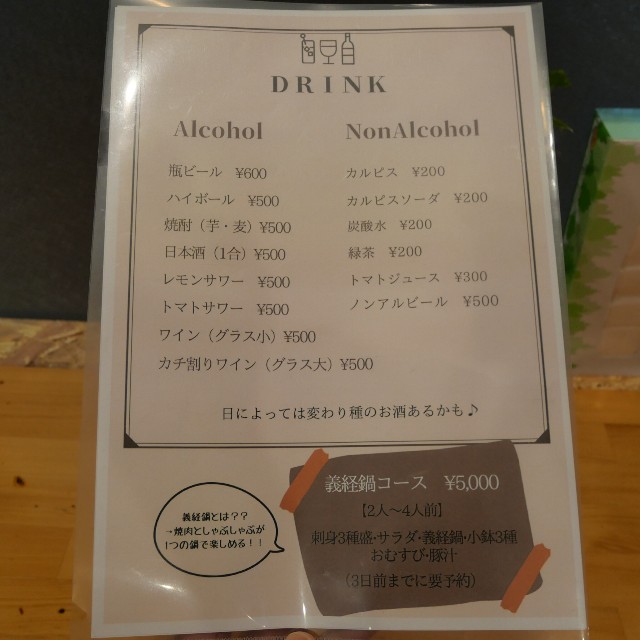 DRINK
Alcohol
瓶ビール ¥600
ハイボール ¥500
焼酎（芋・麦）¥500
日本酒（1合）¥500
レモンサワー ¥500
トマトサワー ¥500
ワイン（グラス小）¥500
カチ割りワイン（グラス大）¥500
NonAlcohol
カルピス ¥200
カルピスソーダ ¥200
炭酸水 ¥200
緑茶 ¥200
トマトジュース ¥300
ノンアルビール ¥500
日によっては変わり種のお酒あるかも♪
義経鍋とは？？
→焼肉としゃぶしゃぶが
1つの鍋で楽しめる！！
義経鍋コース ¥5,000
【2人〜4人前】
刺身3種盛・サラダ・義経鍋・小鉢3種
おむすび・豚汁
（3日前までに要予約）